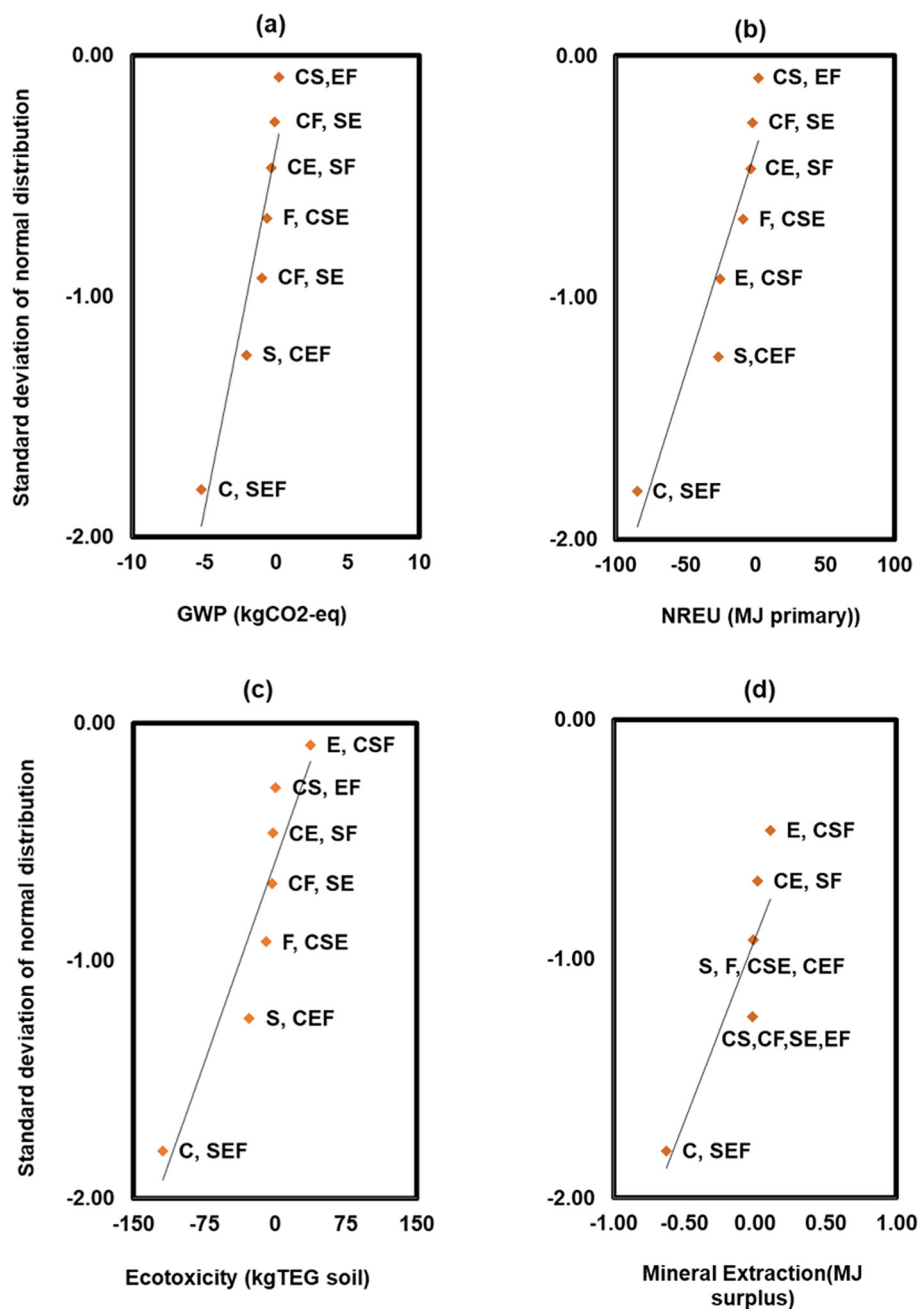 (a)
0.00
CS,EF
CF, SE
CE, SF
F, CSE
-1.00
CF, SE
S, CEF
C, SEF
-2.00
-10
-5
0
5
10
GWP (kgCO2-eq)
Standard deviation of normal distribution
(b)
0.00
CS, EF
CF, SE
CE, SF
F, CSE
-1.00
E, CSF
S,CEF
C, SEF
-2.00
-100
-50
0
50
100
NREU (MJ primary))
(c)
0.00
E, CSF
CS, EF
CE, SF
CF, SE
F, CSE
-1.00
S, CEF
C, SEF
-2.00
-150
-75
0
75
150
Ecotoxicity (kgTEG soil)
Standard deviation of normal distribution
(d)
0.00
E, CSF
CE, SF
-1.00
S, F, CSE, CEF
CS,CF,SE,EF
C, SEF
-2.00
-1.00
-0.50
0.00
0.50
1.00
Mineral Extraction(MJ
surplus)